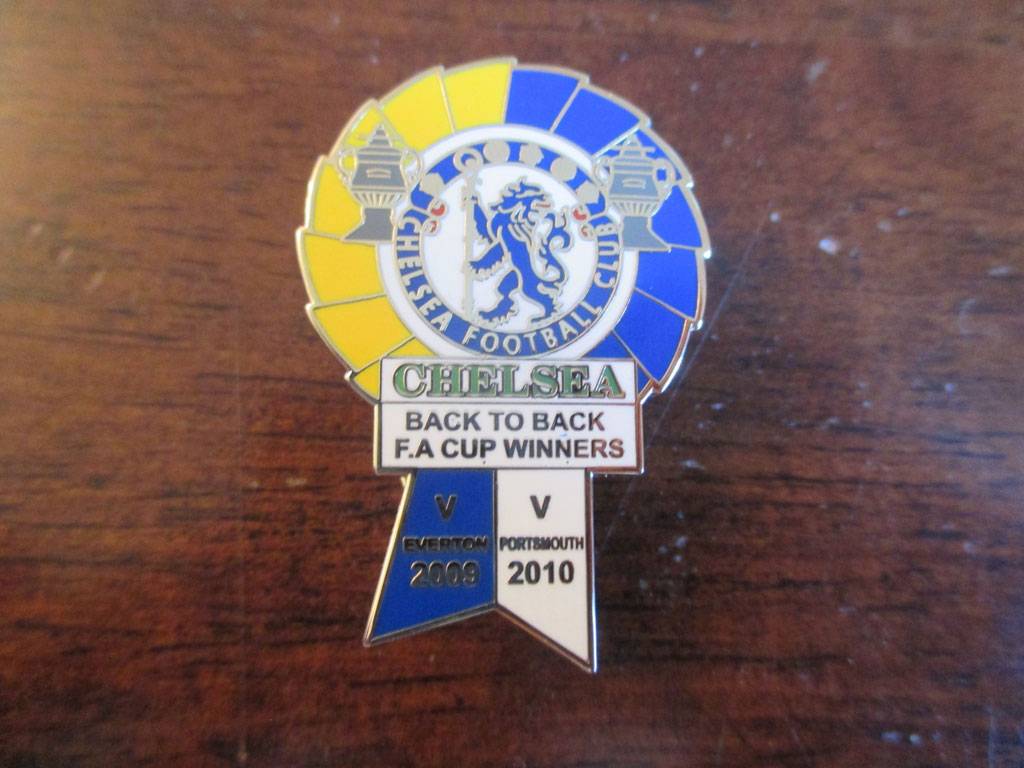 CHELSEA FOOTBALL CLUB
CHELSEA
BACK TO BACK
F.A CUP WINNERS
V
EVERTON
2009
V
PORTSMOUTH
2010